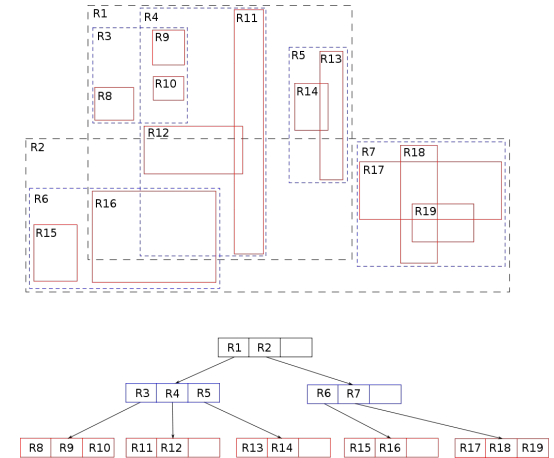 R1
R4
R11
R3
R9
R5
R13
R10
R14
R8
R12
R2
R7
R18
R17
R6
R16
R19
R15
R1 R2
R3 R4 R5
R6 R7
R8 R9 R10
R11 R12
R13 R14
R15 R16
R17 R18 R19